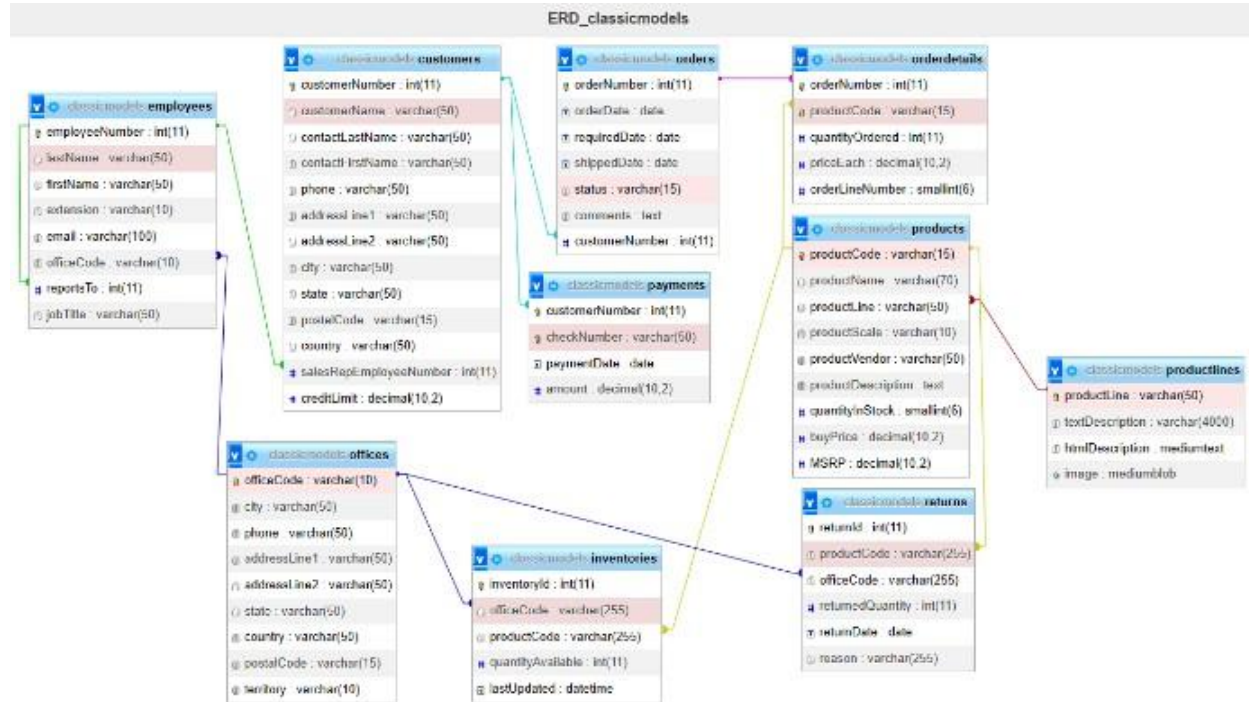 ERD_classicmodels
classicmodels employees
employeeNumber : int(11)
lastName : varchar(50)
firstName : varchar(50)
extension : varchar(10)
email : varchar(100)
officeCode : varchar(10)
reportsTo : int(11)
jobTitle : varchar(50)
classicmodels customers
customerNumber : int(11)
customerName : varchar(50)
contactLastName : varchar(50)
contactFirstName : varchar(50)
phone : varchar(50)
addressLine1 : varchar(50)
addressLine2 : varchar(50)
city : varchar(50)
state : varchar(50)
postalCode : varchar(15)
country : varchar(50)
salesRepEmployeeNumber : int(11)
creditLimit : decimal(10,2)
classicmodels orders
orderNumber : int(11)
orderDate : date
requiredDate : date
shippedDate : date
status : varchar(15)
comments : text
customerNumber : int(11)
classicmodels payments
customerNumber : int(11)
checkNumber : varchar(50)
paymentDate : date
amount : decimal(10,2)
classicmodels orderdetails
orderNumber : int(11)
productCode : varchar(15)
quantityOrdered : int(11)
priceEach : decimal(10,2)
orderLineNumber : smallint(6)
classicmodels products
productCode : varchar(15)
productName : varchar(70)
productLine : varchar(50)
productScale : varchar(10)
productVendor : varchar(50)
productDescription : text
quantityInStock : smallint(6)
buyPrice : decimal(10,2)
MSRP : decimal(10,2)
classicmodels productlines
productLine : varchar(50)
textDescription : varchar(4000)
htmlDescription : mediumtext
image : mediumblob
classicmodels offices
officeCode : varchar(10)
city : varchar(50)
phone : varchar(50)
addressLine1 : varchar(50)
addressLine2 : varchar(50)
state : varchar(50)
country : varchar(50)
postalCode : varchar(15)
territory : varchar(10)
classicmodels inventories
inventoryId : int(11)
officeCode : varchar(255)
productCode : varchar(255)
quantityAvailable : int(11)
lastUpdated : datetime
classicmodels returns
returnId : int(11)
productCode : varchar(255)
officeCode : varchar(255)
returnedQuantity : int(11)
returnDate : date
reason : varchar(255)